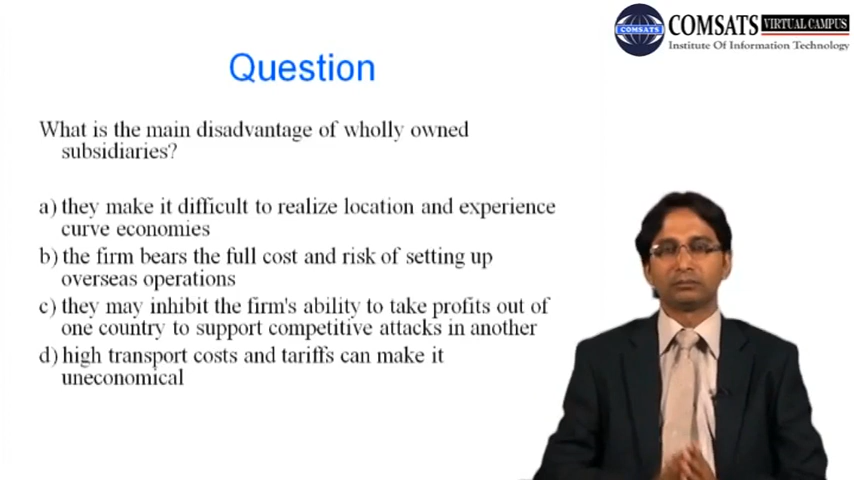 COMSATS VIRTUAL CAMPUS
COMSATS
Institute Of Information Technology
Question
What is the main disadvantage of wholly owned
subsidiaries?
a) they make it difficult to realize location and experience
curve economies
b) the firm bears the full cost and risk of setting up
overseas operations
c) they may inhibit the firm's ability to take profits out of
one country to support competitive attacks in another
d) high transport costs and tariffs can make it
uneconomical